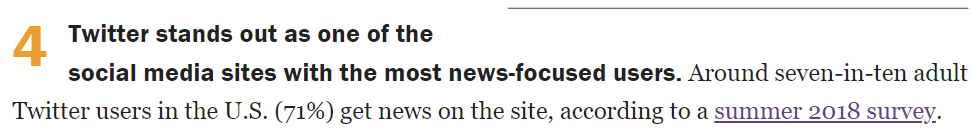 4 Twitter stands out as one of the
social media sites with the most news-focused users. Around seven-in-ten adult
Twitter users in the U.S. (71%) get news on the site, according to a summer 2018 survey.